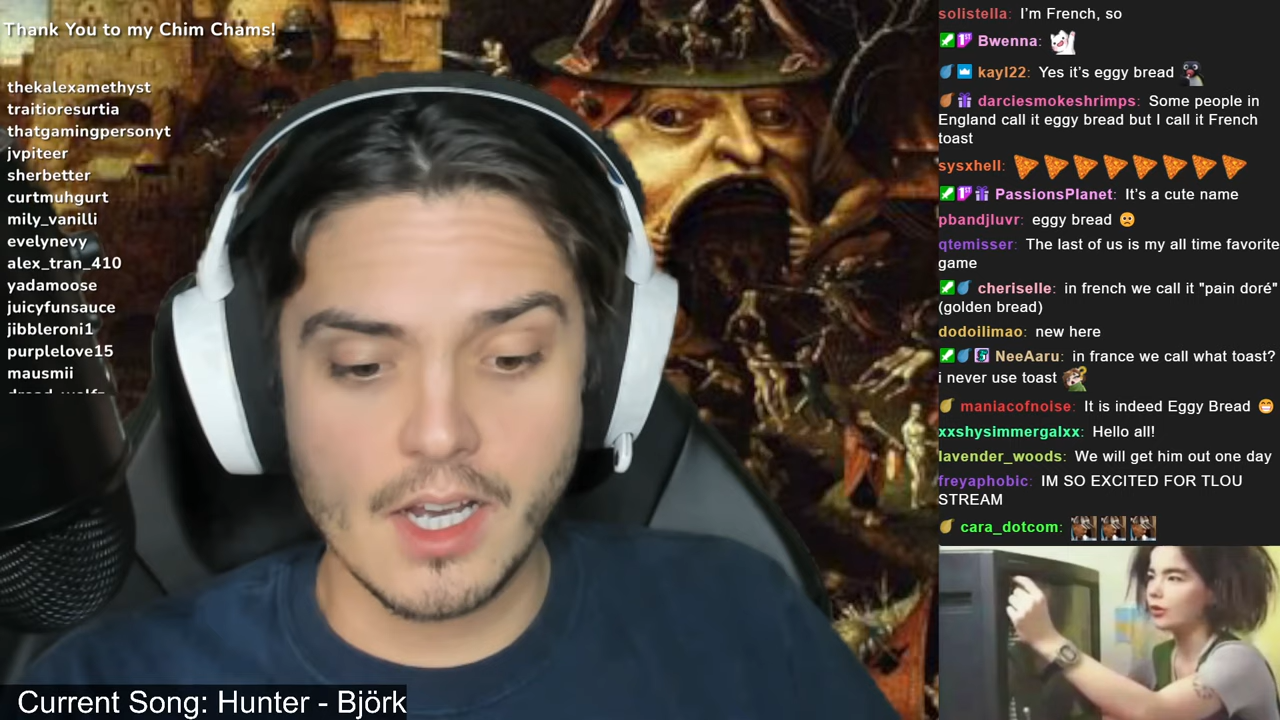 Thank You to my Chim Chams!
thekalexamethyst
traitioresurtia
thatgamingpersonyt
jvpiteer
sherbetter
curtmuhgurt
mily_vanilli
evelynevy
alex_tran_410
yadamoose
juicyfunsauce
jibbleroni1
purplelove15
mausmii
solistella: I'm French, so
Bwenna:
kayl22: Yes it's eggy bread
darciesmokeshrimps: Some people in
England call it eggy bread but I call it French
toast
sysxhell:
PassionsPlanet: It's a cute name
pbandjluvr: eggy bread
qtemisser: The last of us is my all time favorite
game
cheriselle: in french we call it "pain doré"
(golden bread)
dodoilimao: new here
NeeAaru: in france we call what toast?
i never use toast
maniacofnoise: It is indeed Eggy Bread
xxshysimmergalxx: Hello all!
lavender_woods: We will get him out one day
freyaphobic: IM SO EXCITED FOR TLOU
STREAM
cara_dotcom:
Current Song: Hunter - Björk